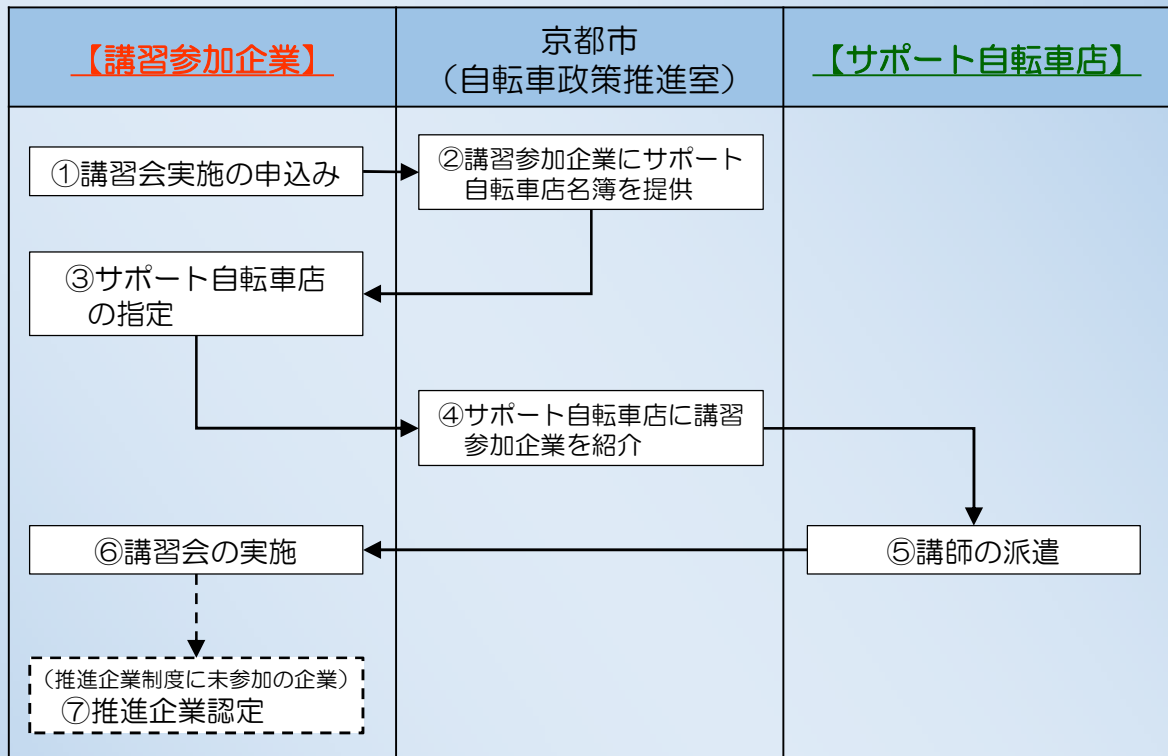 【講習参加企業】
京都市
（自転車政策推進室）
【サポート自転車店】
①講習会実施の申込み
②講習参加企業にサポート
自転車店名簿を提供
③サポート自転車店
の指定
④サポート自転車店に講習
参加企業を紹介
⑤講師の派遣
⑥講習会の実施
（推進企業制度に未参加の企業）
⑦推進企業認定